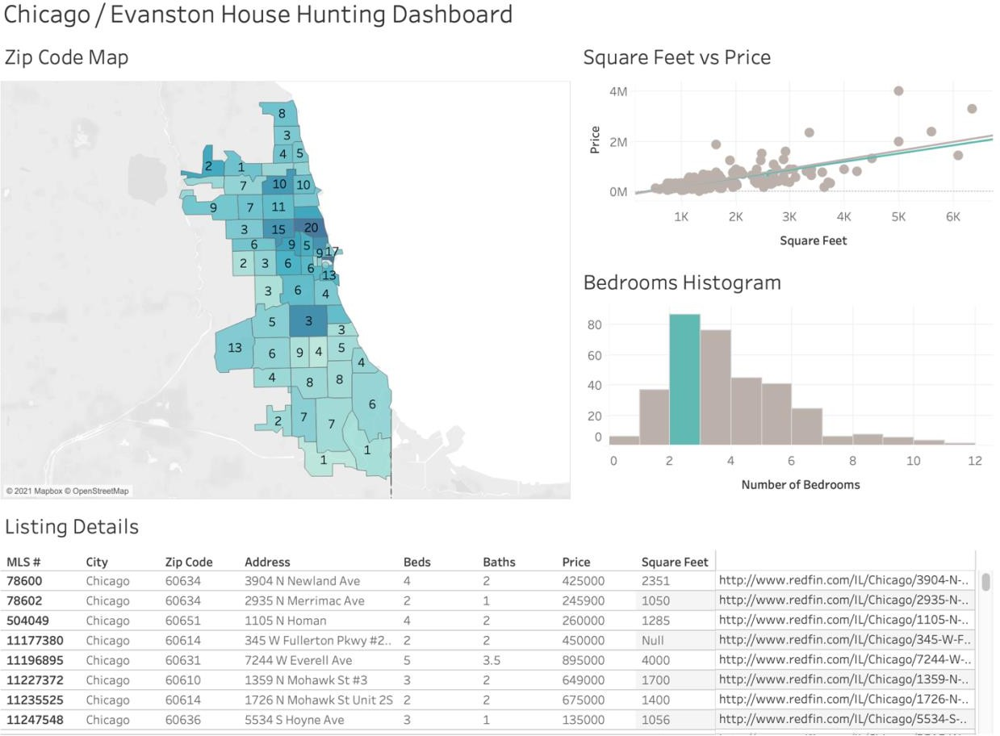 Chicago / Evanston House Hunting Dashboard
Zip Code Map
8
3
4 5
2 1
7 10 10
9 7 11
3 15 20
6 9 5
9 17
2 3 6 6
13
3 6 4
5 3
3
13 6 9 4 5
4
4 8 8
6
2 7 7
1
1
© 2021 Mapbox © OpenStreetMap
Square Feet vs Price
4M
2M
0M
Price
1K 2K 3K 4K 5K 6K
Square Feet
Bedrooms Histogram
80
60
40
20
0
0 2 4 6 8 10 12
Number of Bedrooms
Listing Details
MLS # City Zip Code Address Beds Baths Price Square Feet
78600 Chicago 60634 3904 N Newland Ave 4 2 425000 2351 http://www.redfin.com/IL/Chicago/3904-N-..
78602 Chicago 60634 2935 N Merrimac Ave 2 1 245900 1050 http://www.redfin.com/IL/Chicago/2935-N-..
504049 Chicago 60651 1105 N Homan 4 2 260000 1285 http://www.redfin.com/IL/Chicago/1105-N-..
11177380 Chicago 60614 345 W Fullerton Pkwy #2.. 2 2 450000 Null http://www.redfin.com/IL/Chicago/345-W-F..
11196895 Chicago 60631 7244 W Everell Ave 5 3.5 895000 4000 http://www.redfin.com/IL/Chicago/7244-W-..
11227372 Chicago 60610 1359 N Mohawk St #3 3 2 649000 1700 http://www.redfin.com/IL/Chicago/1359-N-..
11235525 Chicago 60614 1726 N Mohawk St Unit 2S 2 2 675000 1400 http://www.redfin.com/IL/Chicago/1726-N-..
11247548 Chicago 60636 5534 S Hoyne Ave 3 1 135000 1056 http://www.redfin.com/IL/Chicago/5534-S-..